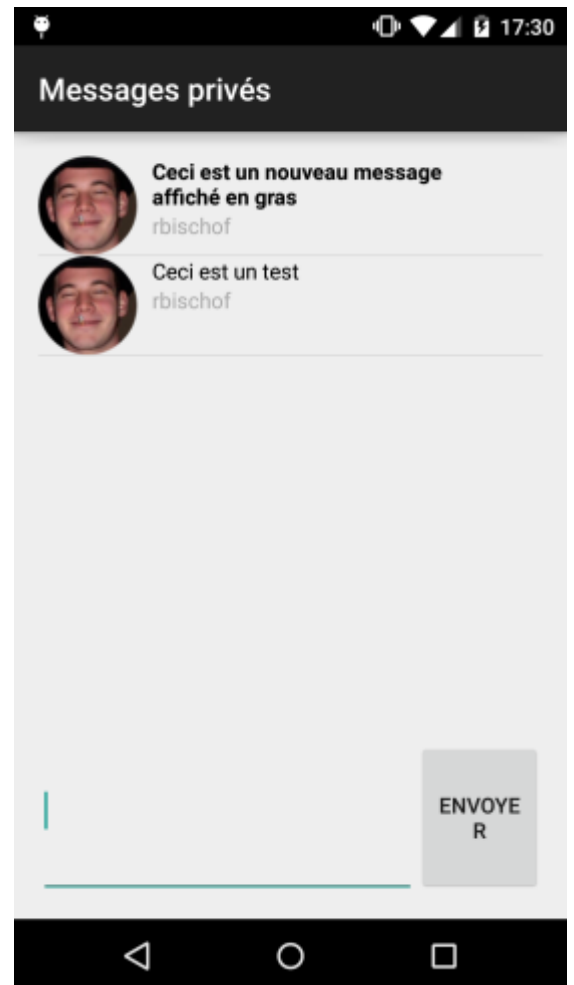 17:30
Messages privés
Ceci est un nouveau message
affiché en gras
rbischof
Ceci est un test
rbischof
ENVOYE
R